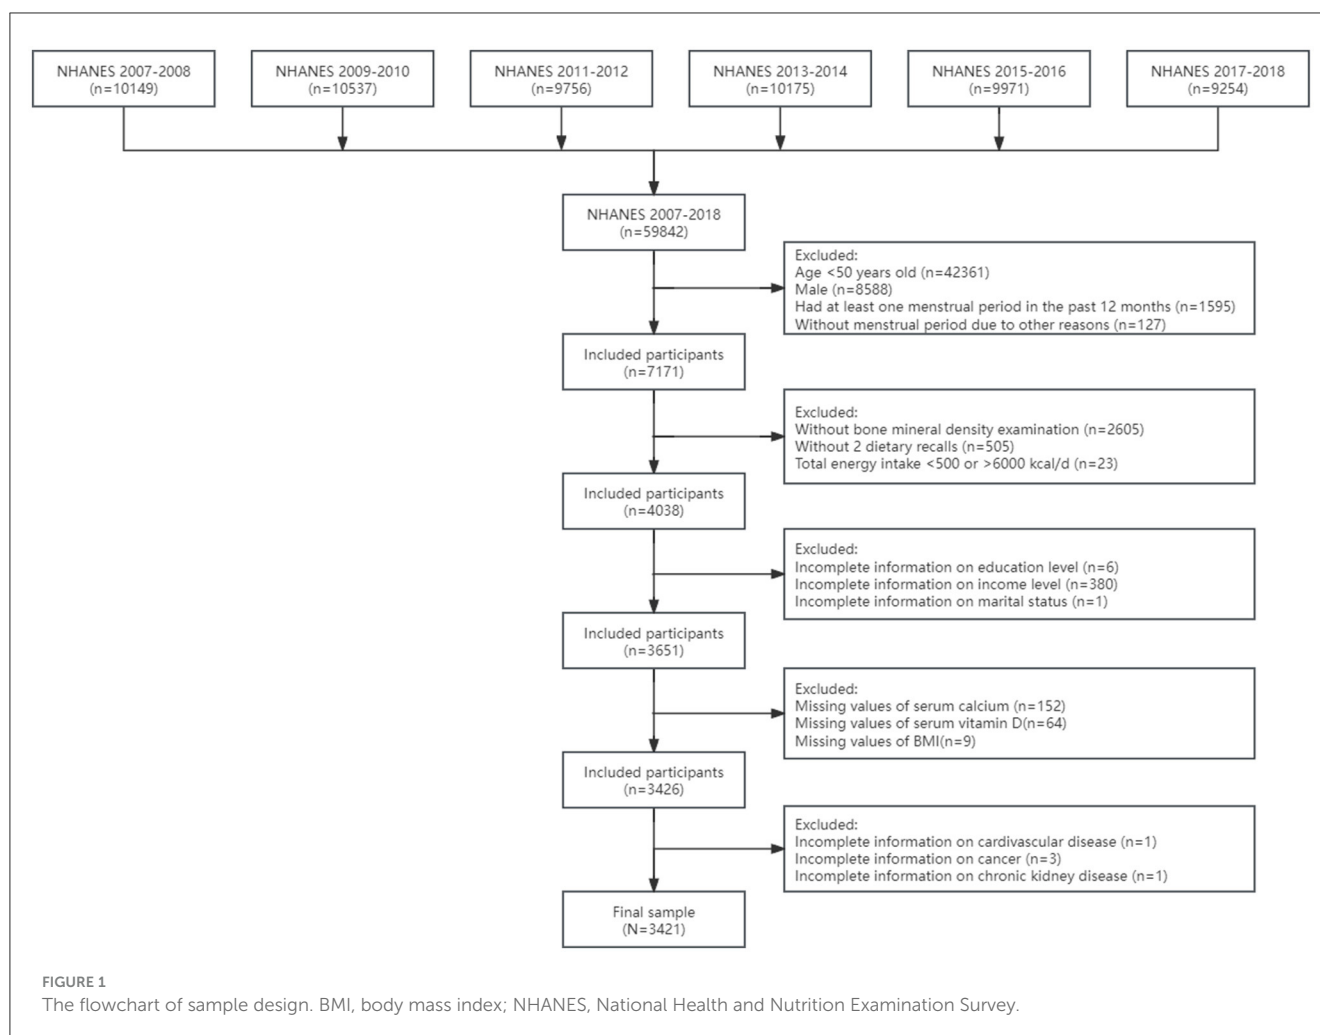 NHANES 2007-2008
(n=10149)
NHANES 2009-2010
(n=10537)
NHANES 2011-2012
(n=9756)
NHANES 2013-2014
(n=10175)
NHANES 2015-2016
(n=9971)
NHANES 2017-2018
(n=9254)
NHANES 2007-2018
(n=59842)
Excluded:
Age <50 years old (n=42361)
Male (n=8588)
Had at least one menstrual period in the past 12 months (n=1595)
Without menstrual period due to other reasons (n=127)
Included participants
(n=7171)
Excluded:
Without bone mineral density examination (n=2605)
Without 2 dietary recalls (n=505)
Total energy intake <500 or >6000 kcal/d (n=23)
Included participants
(n=4038)
Excluded:
Incomplete information on education level (n=6)
Incomplete information on income level (n=380)
Incomplete information on marital status (n=1)
Included participants
(n=3651)
Excluded:
Missing values of serum calcium (n=152)
Missing values of serum vitamin D(n=64)
Missing values of BMI(n=9)
Included participants
(n=3426)
Excluded:
Incomplete information on cardivascular disease (n=1)
Incomplete information on cancer (n=3)
Incomplete information on chronic kidney disease (n=1)
Final sample
(N=3421)
FIGURE 1
The flowchart of sample design. BMI, body mass index; NHANES, National Health and Nutrition Examination Survey.